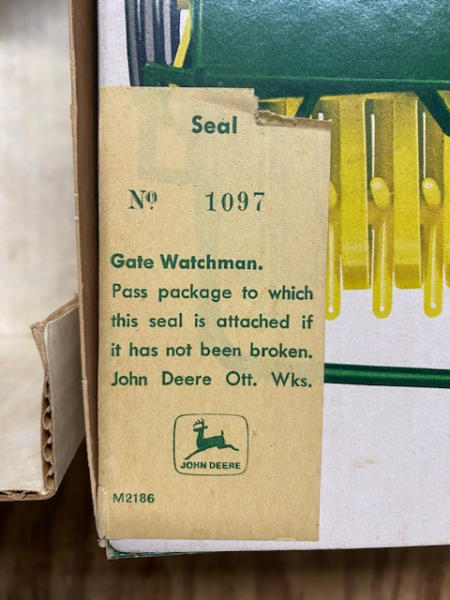 Seal
Nº 1097
Gate Watchman.
Pass package to which
this seal is attached if
it has not been broken.
John Deere Ott. Wks.
JOHN DEERE
M2186